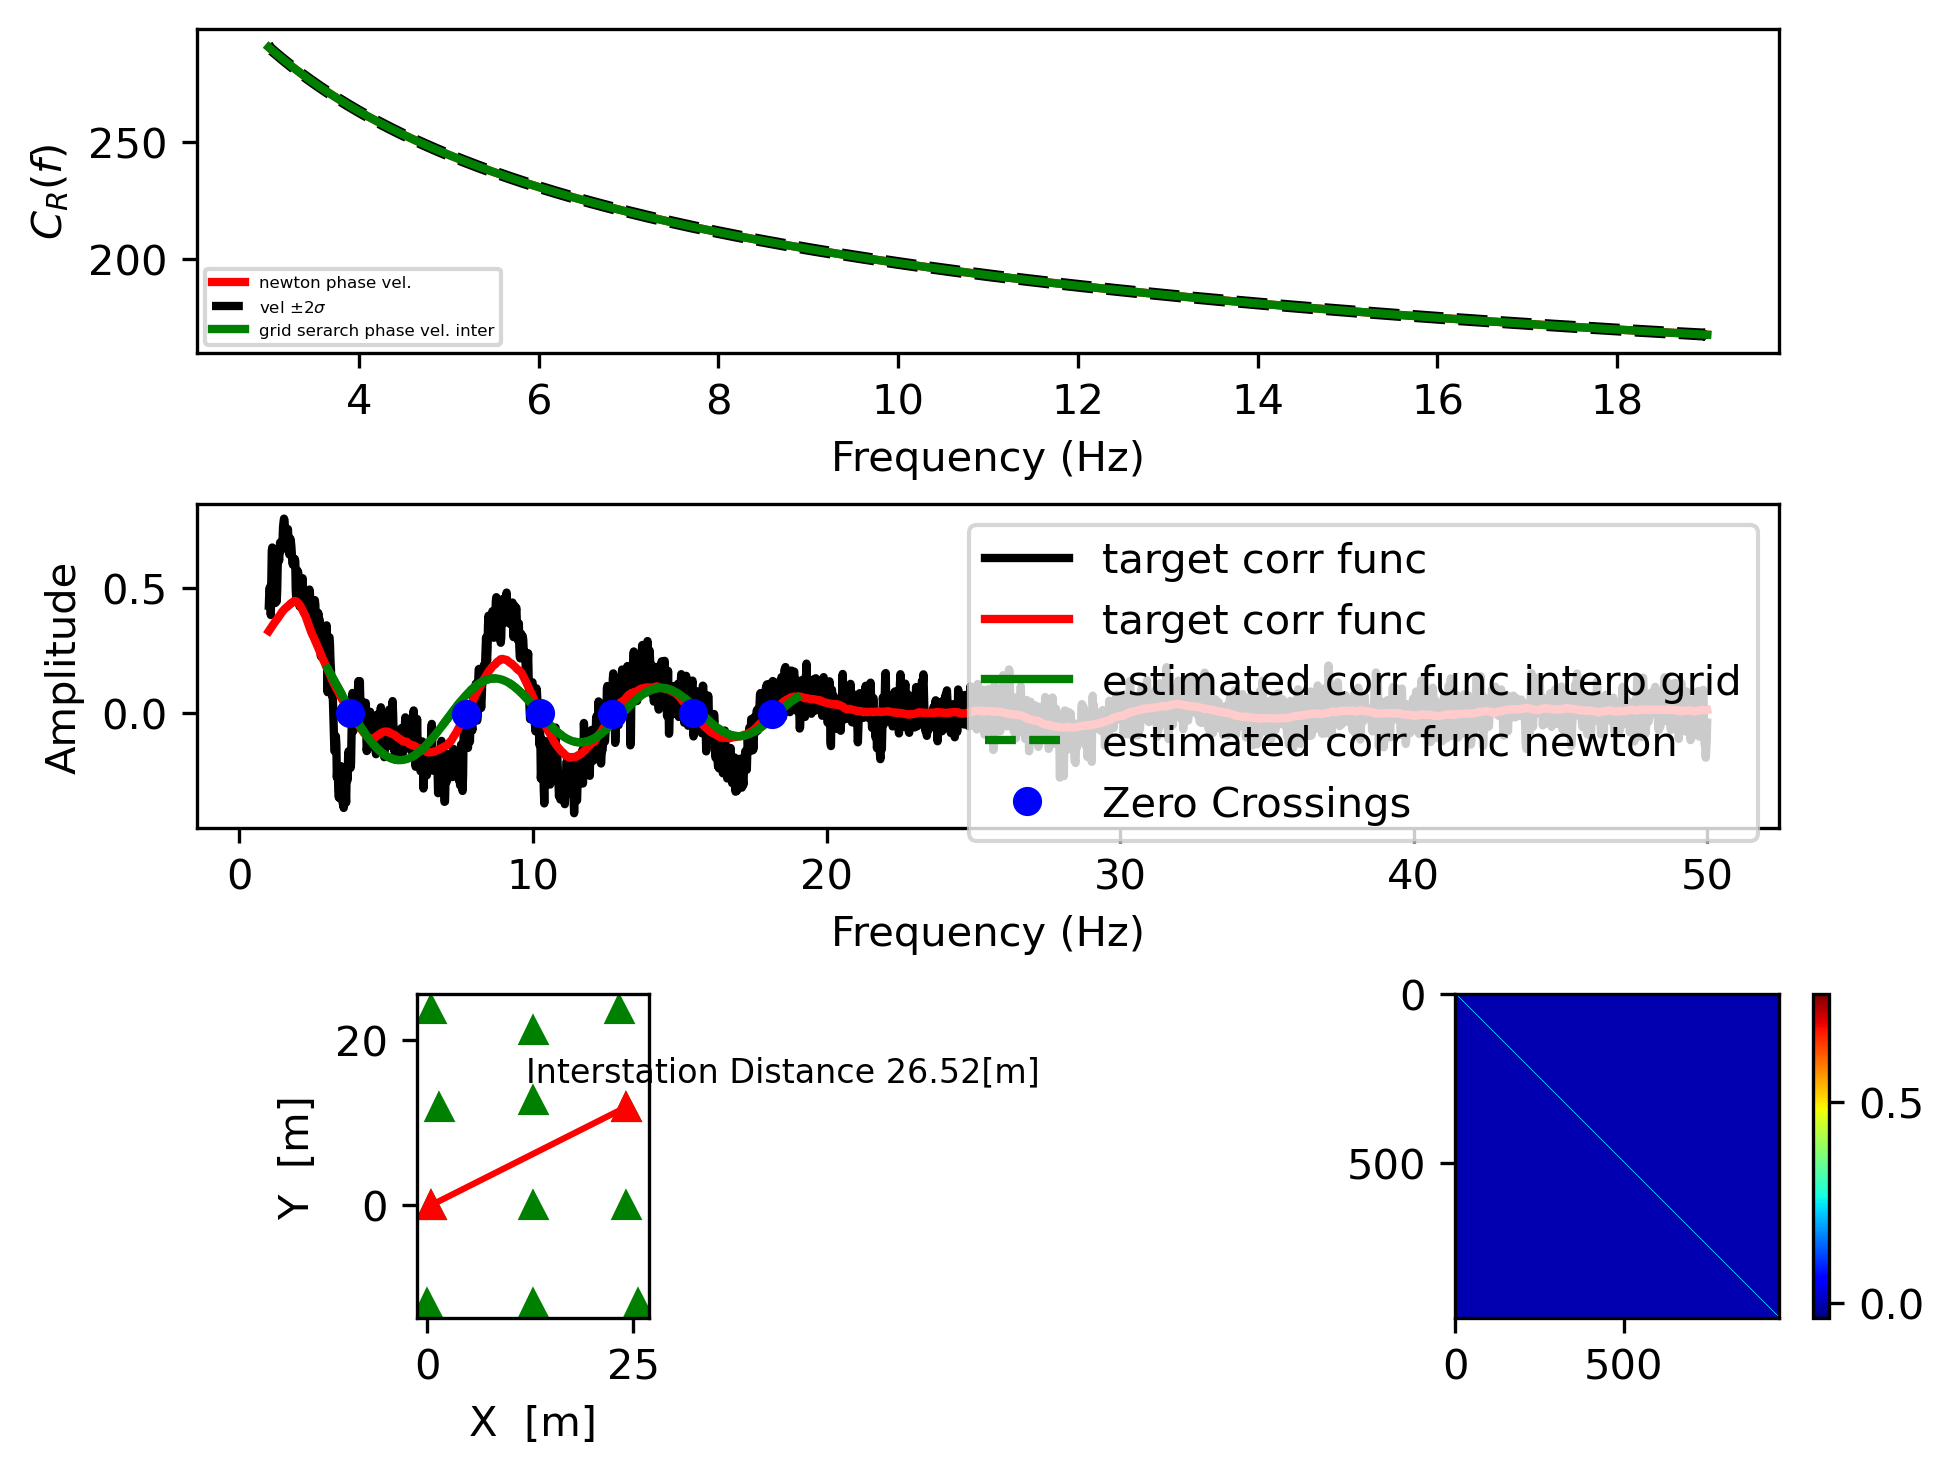 250
200
C_R(f)
newton phase vel.
vel ±2σ
grid serarch phase vel. inter
4 6 8 10 12 14 16 18
Frequency (Hz)
0.5
0.0
Amplitude
target corr func
target corr func
estimated corr func interp grid
estimated corr func newton
Zero Crossings
0 10 20 30 40 50
Frequency (Hz)
20
0
Y [m]
Interstation Distance 26.52[m]
0 25
X [m]
0
500
0 500
0.5
0.0